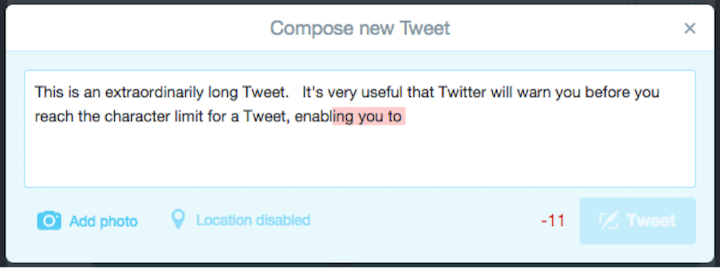 Compose new Tweet ×
This is an extraordinarily long Tweet.   It's very useful that Twitter will warn you before you
reach the character limit for a Tweet, enabling you to
Add photo Location disabled -11 Tweet